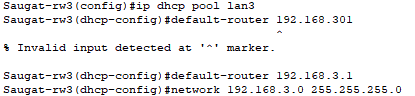 Saugat-rw3(config)#ip dhcp pool lan3
Saugat-rw3(dhcp-config)#default-router 192.168.301
^
% Invalid input detected at '^' marker.
Saugat-rw3(dhcp-config)#default-router 192.168.3.1
Saugat-rw3(dhcp-config)#network 192.168.3.0 255.255.255.0